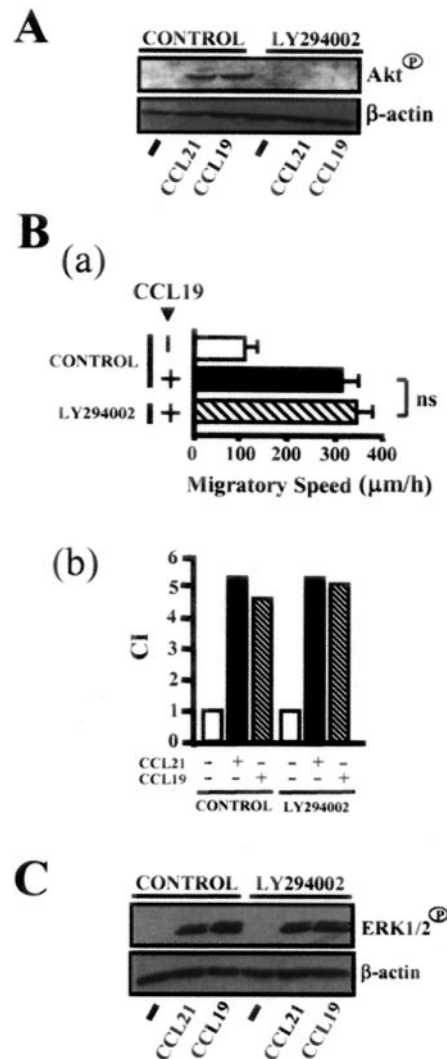 A
CONTROL LY294002
Akt Ⓟ
β-actin
– CCL21 CCL19 – CCL21 CCL19
B
(a)
CCL19
CONTROL – +
LY294002 +
ns
0 100 200 300 400
Migratory Speed (μm/h)
(b)
CI
6
5
4
3
2
1
0
CCL21 - + - - + -
CCL19 - - + - - +
CONTROL LY294002
C
CONTROL LY294002
ERK1/2 Ⓟ
β-actin
– CCL21 CCL19 – CCL21 CCL19